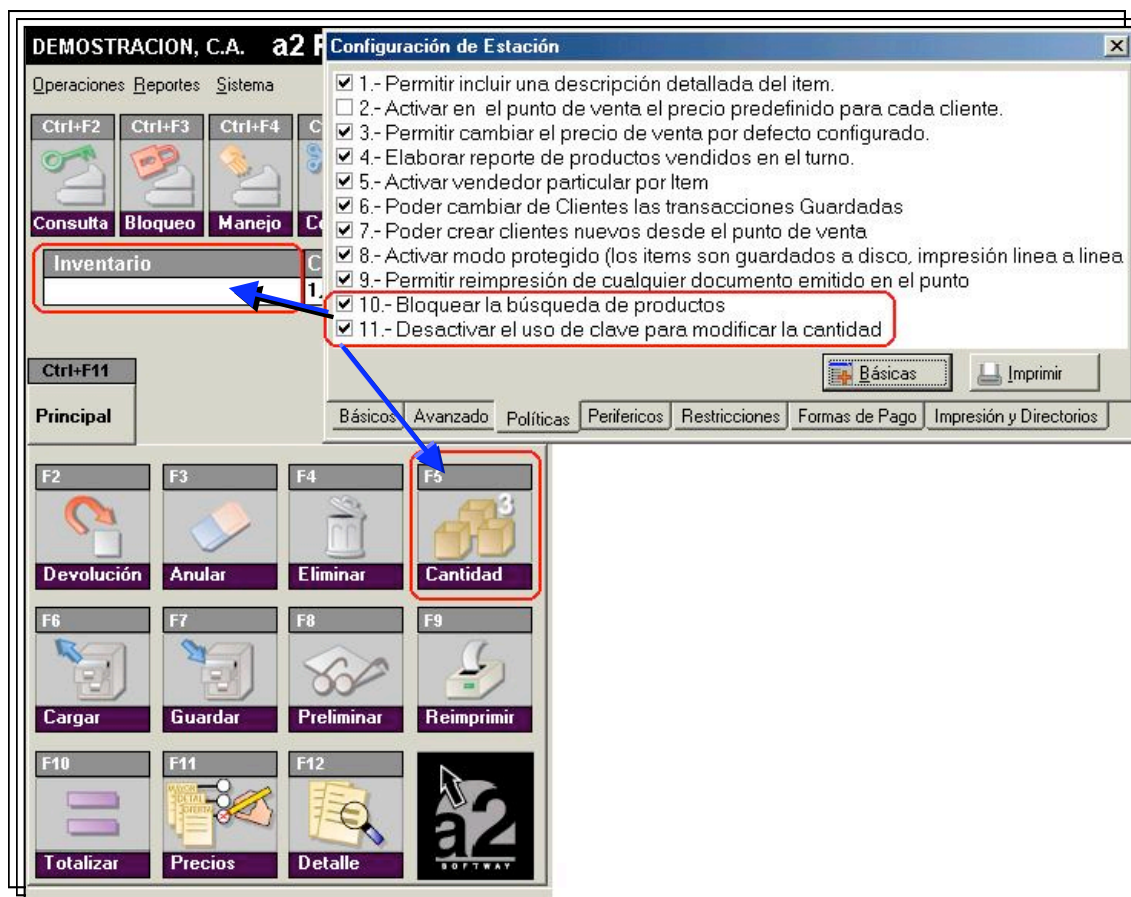 DEMOSTRACION, C.A. a2
Configuración de Estación
Operaciones Reportes Sistema
Ctrl+F2 Ctrl+F3 Ctrl+F4
Consulta Bloqueo Manejo
1.- Permitir incluir una descripción detallada del item.
2.- Activar en el punto de venta el precio predefinido para cada cliente.
3.- Permitir cambiar el precio de venta por defecto configurado.
4.- Elaborar reporte de productos vendidos en el turno.
5.- Activar vendedor particular por Item
6.- Poder cambiar de Clientes las transacciones Guardadas
7.- Poder crear clientes nuevos desde el punto de venta
8.- Activar modo protegido (los items son guardados a disco, impresión linea a linea
9.- Permitir reimpresión de cualquier documento emitido en el punto
10.- Bloquear la búsqueda de productos
11.- Desactivar el uso de clave para modificar la cantidad
Inventario
Básicas Imprimir
Básicos Avanzado Políticas Perifericos Restricciones Formas de Pago Impresión y Directorios
Ctrl+F11
Principal
F2 F3 F4 F5
3
Devolución Anular Eliminar Cantidad
F6 F7 F8 F9
Cargar Guardar Preliminar Reimprimir
F10 F11 F12
a2
SOFTWAY
Totalizar Precios Detalle